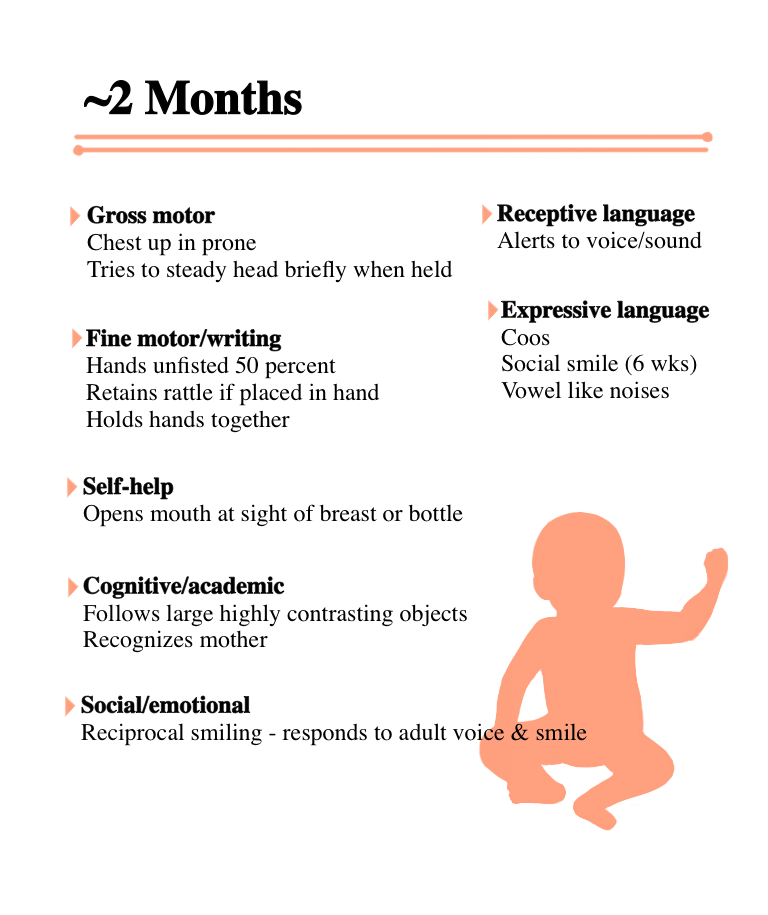 ~2 Months
Gross motor
Chest up in prone
Tries to steady head briefly when held
Fine motor/writing
Hands unfisted 50 percent
Retains rattle if placed in hand
Holds hands together
Self-help
Opens mouth at sight of breast or bottle
Cognitive/academic
Follows large highly contrasting objects
Recognizes mother
Social/emotional
Reciprocal smiling - responds to adult voice & smile
Receptive language
Alerts to voice/sound
Expressive language
Coos
Social smile (6 wks)
Vowel like noises